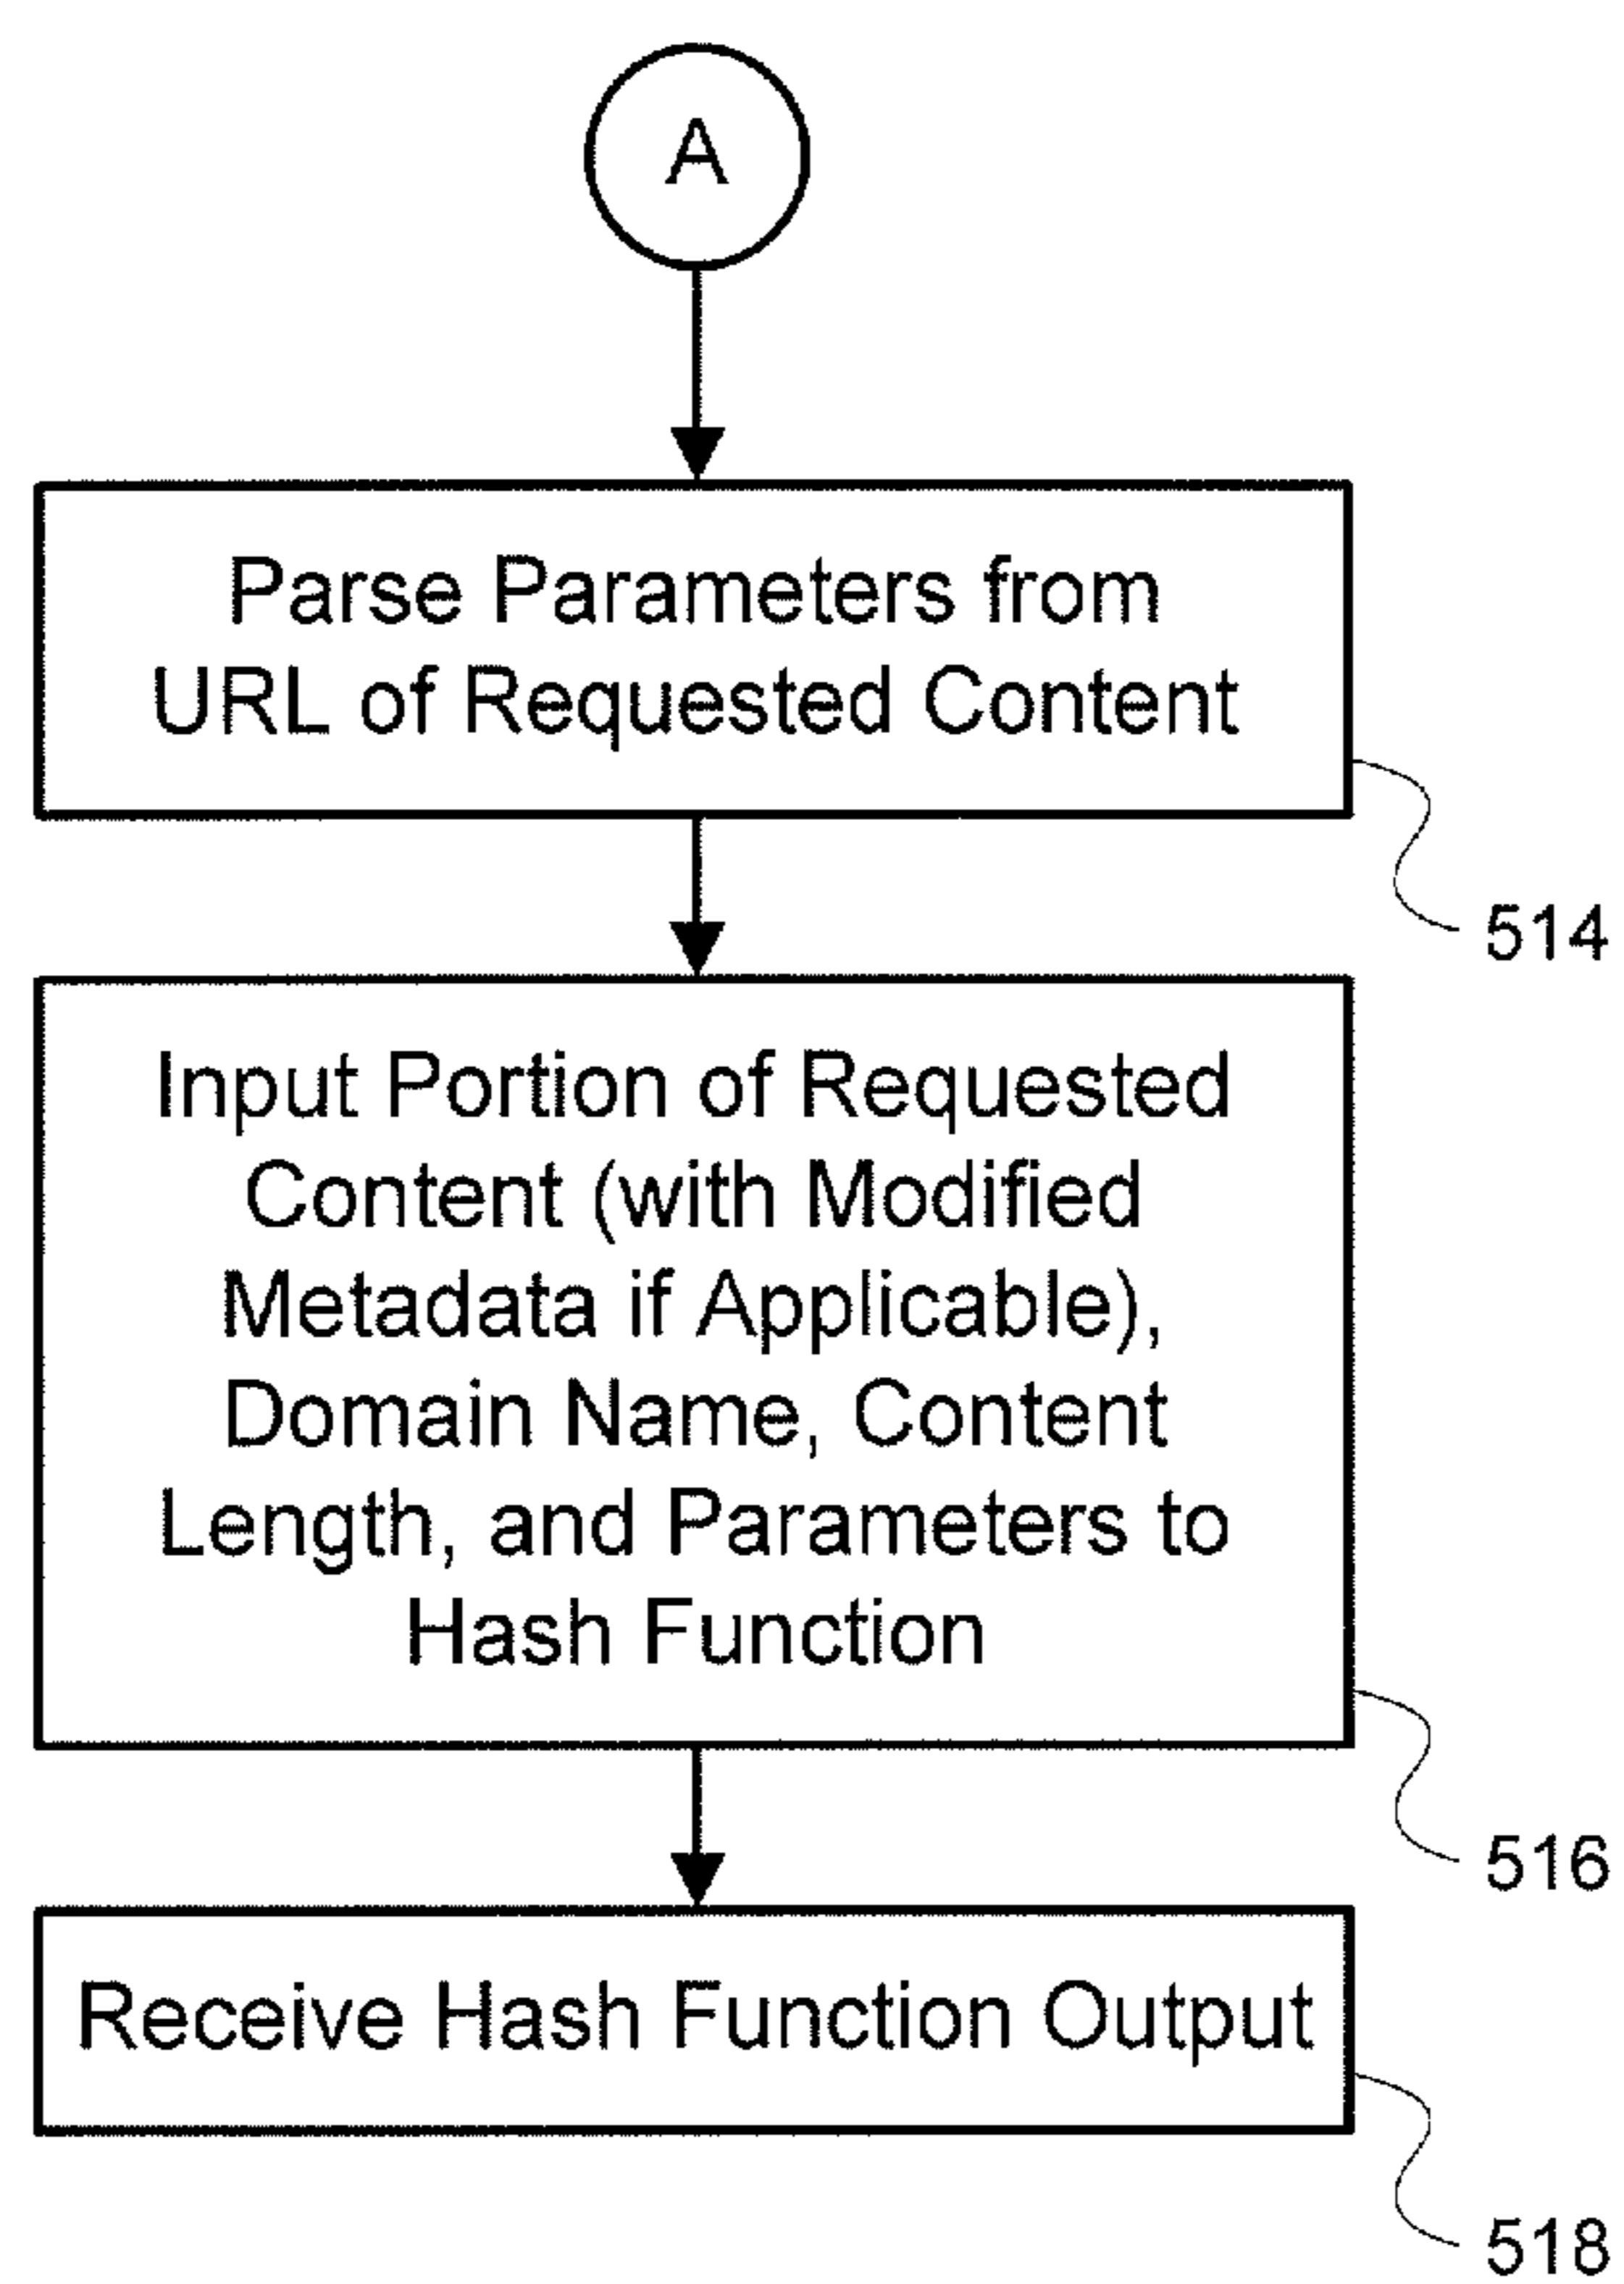 A
Parse Parameters from
URL of Requested Content
514
Input Portion of Requested
Content (with Modified
Metadata if Applicable),
Domain Name, Content
Length, and Parameters to
Hash Function
516
Receive Hash Function Output
518